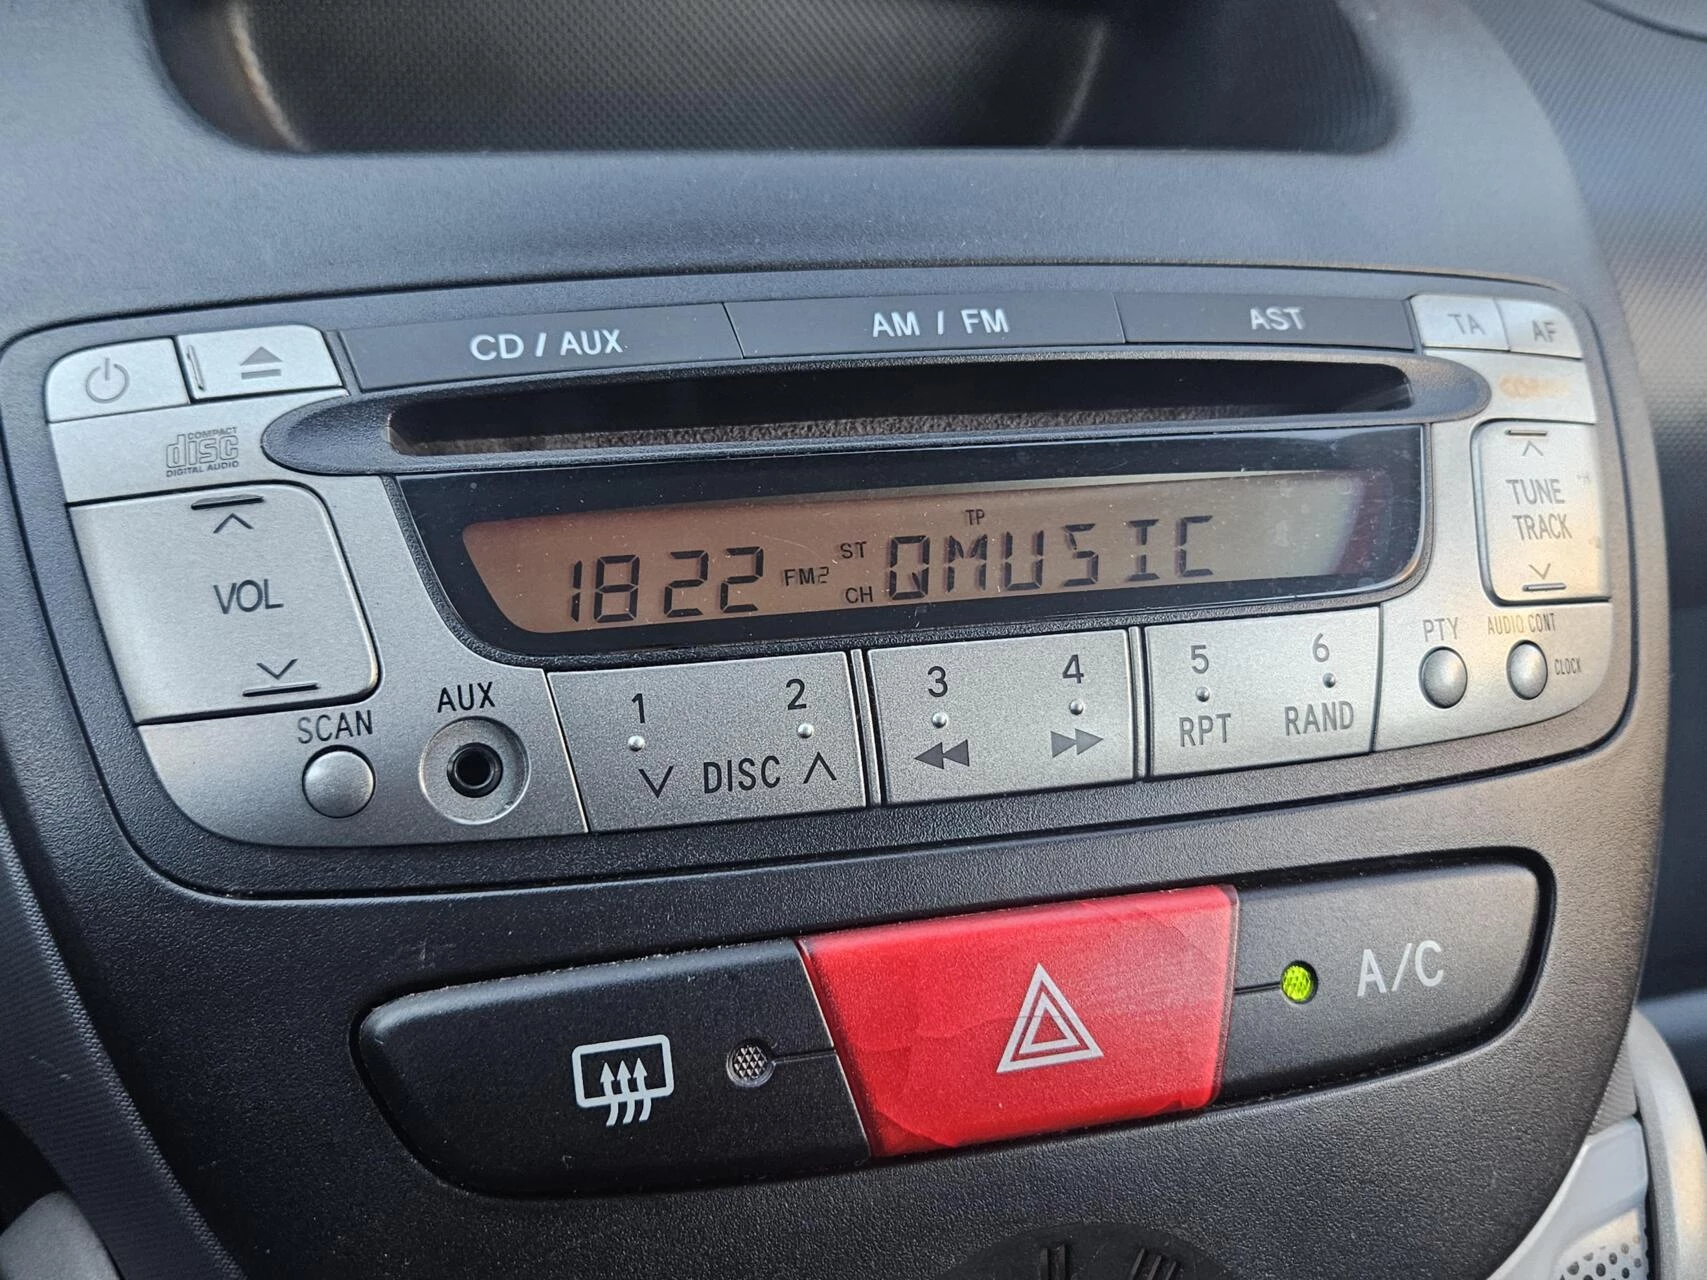 CD / AUX
AM / FM
AST
TA
AF
COMPACT
disc
DIGITAL AUDIO
VOL
1822
FM2
ST
CH
TP
QMUSIC
TUNE
TRACK
SCAN
AUX
1
2
DISC
3
4
5
RPT
6
RAND
PTY
AUDIO CONT
CLOCK
A/C